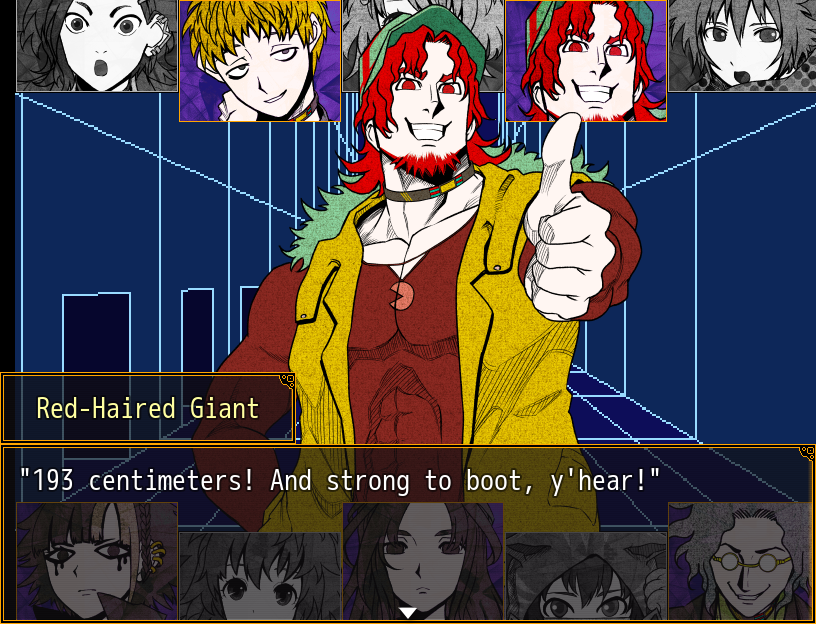 Red-Haired Giant
"193 centimeters! And strong to boot, y'hear!"